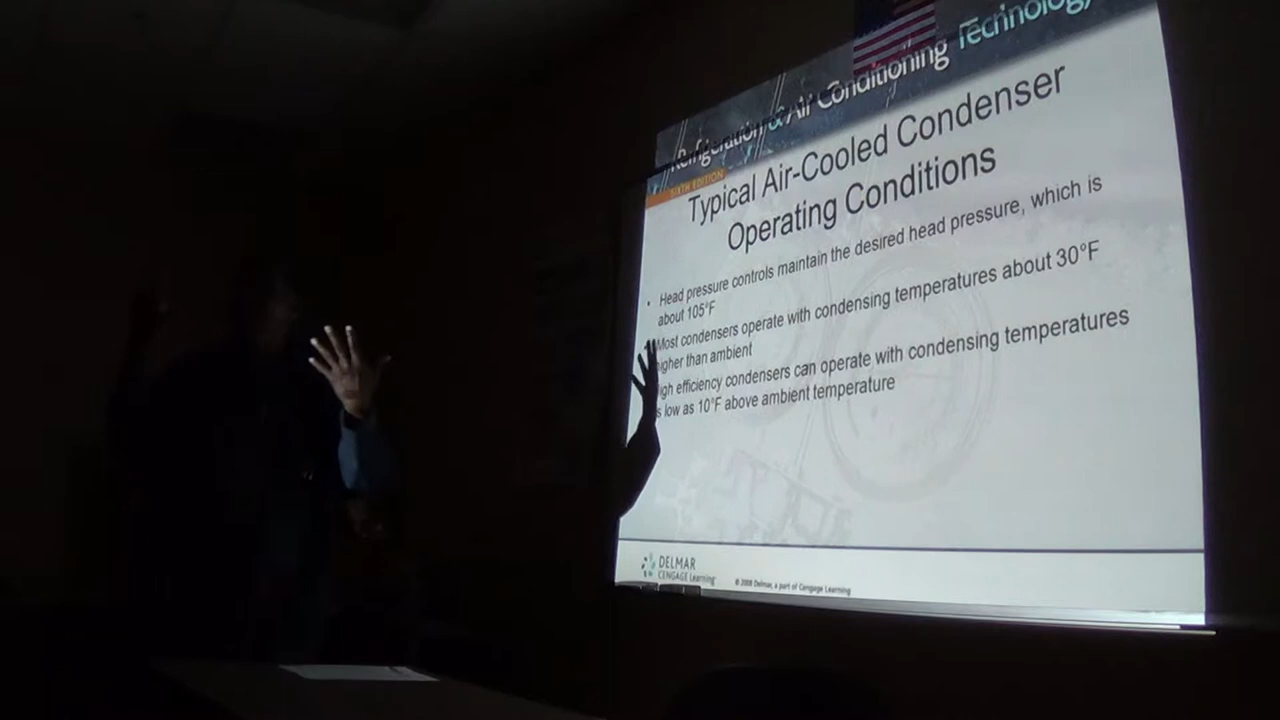 Refrigeration & Air Conditioning Technology
SIXTH EDITION
Typical Air-Cooled Condenser
Operating Conditions
• Head pressure controls maintain the desired head pressure, which is
about 105°F
Most condensers operate with condensing temperatures about 30°F
higher than ambient
igh efficiency condensers can operate with condensing temperatures
s low as 10°F above ambient temperature
DELMAR
CENGAGE Learning
© 2009 Delmar, a part of Cengage Learning